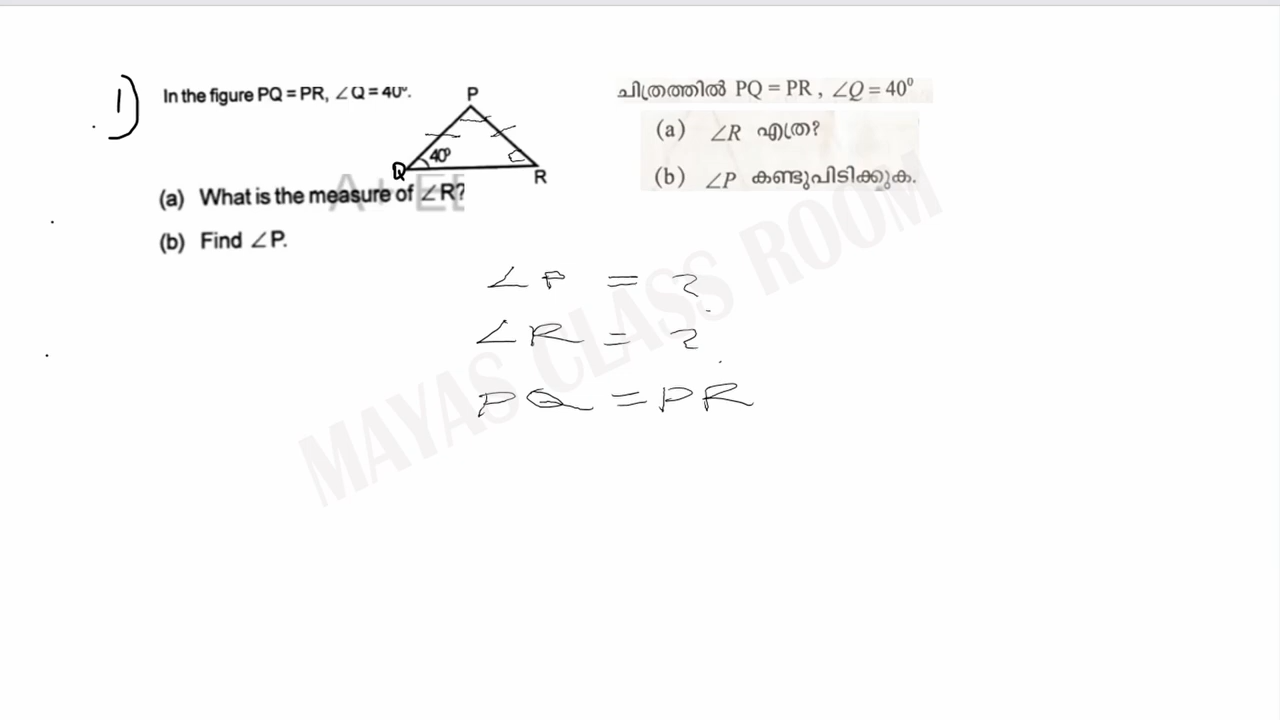 1)
In the figure PQ = PR, ∠Q = 40°.
P
40°
Q
R
(a) What is the measure of ∠R?
(b) Find ∠P.
ചിത്രത്തിൽ PQ = PR , ∠Q = 40⁰
(a) ∠R എത്ര?
(b) ∠P കണ്ടുപിടിക്കുക.
∠P = ?
∠R = ?
PQ = PR
MAYAS CLASS ROOM